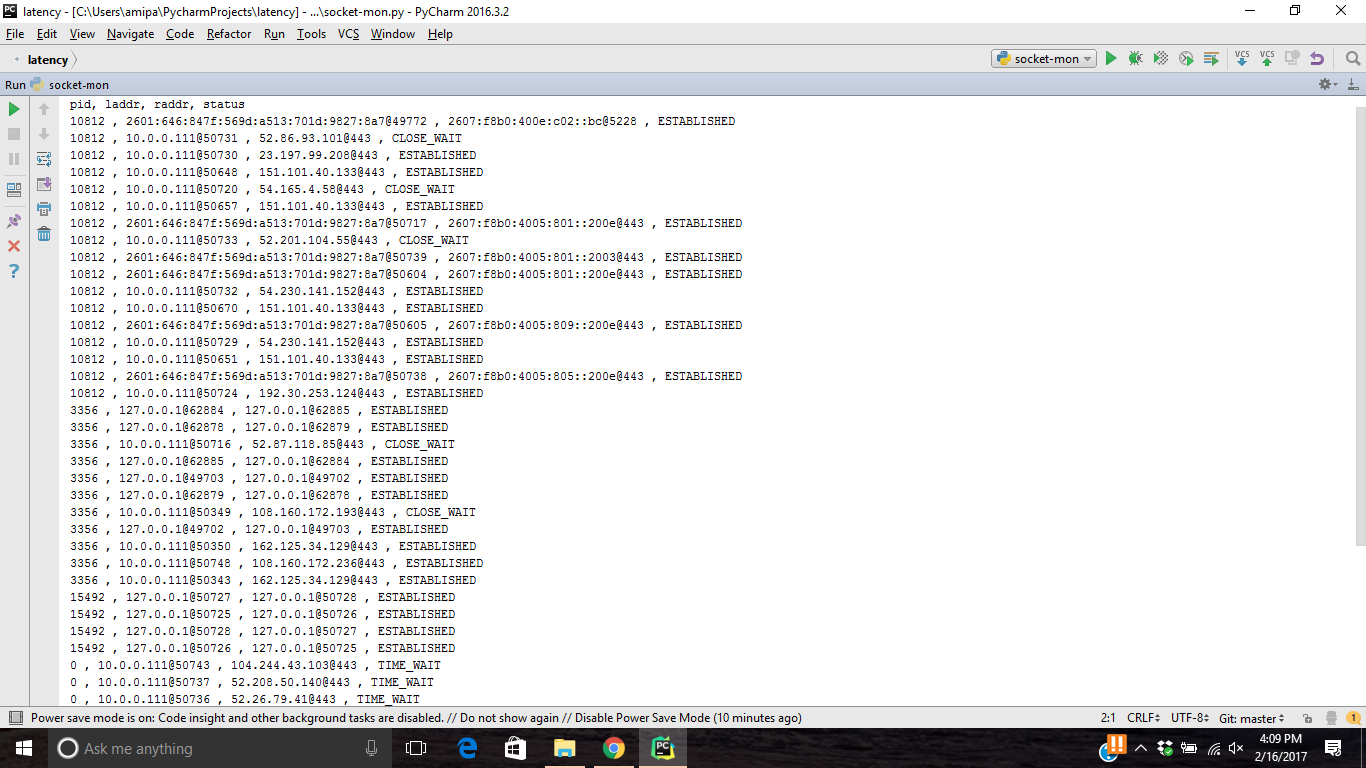 latency - [C:\Users\amipa\PycharmProjects\latency] - ...\socket-mon.py - PyCharm 2016.3.2
File Edit View Navigate Code Refactor Run Tools VCS Window Help
latency
socket-mon
VCS VCS
Run socket-mon
pid, laddr, raddr, status
10812 , 2601:646:847f:569d:a513:701d:9827:8a7@49772 , 2607:f8b0:400e:c02::bc@5228 , ESTABLISHED
10812 , 10.0.0.111@50731 , 52.86.93.101@443 , CLOSE_WAIT
10812 , 10.0.0.111@50730 , 23.197.99.208@443 , ESTABLISHED
10812 , 10.0.0.111@50648 , 151.101.40.133@443 , ESTABLISHED
10812 , 10.0.0.111@50720 , 54.165.4.58@443 , CLOSE_WAIT
10812 , 10.0.0.111@50657 , 151.101.40.133@443 , ESTABLISHED
10812 , 2601:646:847f:569d:a513:701d:9827:8a7@50717 , 2607:f8b0:4005:801::200e@443 , ESTABLISHED
10812 , 10.0.0.111@50733 , 52.201.104.55@443 , CLOSE_WAIT
10812 , 2601:646:847f:569d:a513:701d:9827:8a7@50739 , 2607:f8b0:4005:801::2003@443 , ESTABLISHED
10812 , 2601:646:847f:569d:a513:701d:9827:8a7@50604 , 2607:f8b0:4005:801::200e@443 , ESTABLISHED
10812 , 10.0.0.111@50732 , 54.230.141.152@443 , ESTABLISHED
10812 , 10.0.0.111@50670 , 151.101.40.133@443 , ESTABLISHED
10812 , 2601:646:847f:569d:a513:701d:9827:8a7@50605 , 2607:f8b0:4005:809::200e@443 , ESTABLISHED
10812 , 10.0.0.111@50729 , 54.230.141.152@443 , ESTABLISHED
10812 , 10.0.0.111@50651 , 151.101.40.133@443 , ESTABLISHED
10812 , 2601:646:847f:569d:a513:701d:9827:8a7@50738 , 2607:f8b0:4005:805::200e@443 , ESTABLISHED
10812 , 10.0.0.111@50724 , 192.30.253.124@443 , ESTABLISHED
3356 , 127.0.0.1@62884 , 127.0.0.1@62885 , ESTABLISHED
3356 , 127.0.0.1@62878 , 127.0.0.1@62879 , ESTABLISHED
3356 , 10.0.0.111@50716 , 52.87.118.85@443 , CLOSE_WAIT
3356 , 127.0.0.1@62885 , 127.0.0.1@62884 , ESTABLISHED
3356 , 127.0.0.1@49703 , 127.0.0.1@49702 , ESTABLISHED
3356 , 127.0.0.1@62879 , 127.0.0.1@62878 , ESTABLISHED
3356 , 10.0.0.111@50349 , 108.160.172.193@443 , CLOSE_WAIT
3356 , 127.0.0.1@49702 , 127.0.0.1@49703 , ESTABLISHED
3356 , 10.0.0.111@50350 , 162.125.34.129@443 , ESTABLISHED
3356 , 10.0.0.111@50748 , 108.160.172.236@443 , ESTABLISHED
3356 , 10.0.0.111@50343 , 162.125.34.129@443 , ESTABLISHED
15492 , 127.0.0.1@50727 , 127.0.0.1@50728 , ESTABLISHED
15492 , 127.0.0.1@50725 , 127.0.0.1@50726 , ESTABLISHED
15492 , 127.0.0.1@50728 , 127.0.0.1@50727 , ESTABLISHED
15492 , 127.0.0.1@50726 , 127.0.0.1@50725 , ESTABLISHED
0 , 10.0.0.111@50743 , 104.244.43.103@443 , TIME_WAIT
0 , 10.0.0.111@50737 , 52.208.50.140@443 , TIME_WAIT
0 , 10.0.0.111@50736 , 52.26.79.41@443 , TIME_WAIT
Power save mode is on: Code insight and other background tasks are disabled. // Do not show again // Disable Power Save Mode (10 minutes ago)
2:1 CRLF UTF-8 Git: master 1
Ask me anything
4:09 PM
2/16/2017